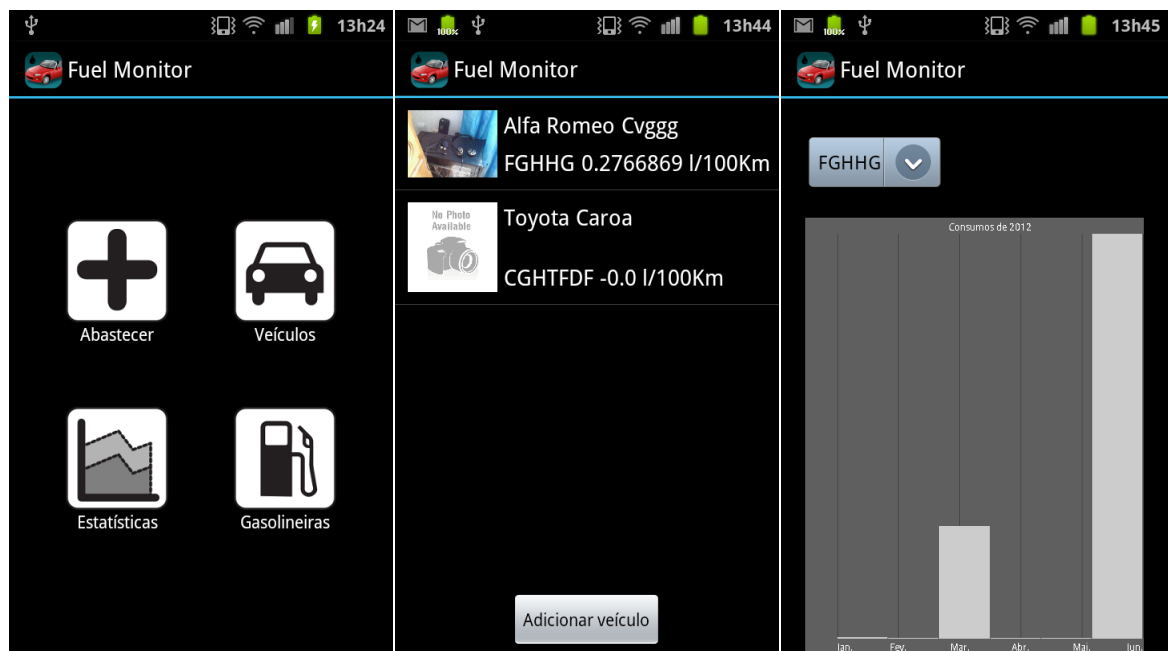 13h24
Fuel Monitor
Abastecer
Veículos
Estatísticas
Gasolineiras
100%
13h44
Fuel Monitor
Alfa Romeo Cvggg
FGHHG 0.2766869 l/100Km
No Photo
Available
Toyota Caroa
CGHTFDF -0.0 l/100Km
Adicionar veículo
100%
13h45
Fuel Monitor
FGHHG
Consumos de 2012
Jan. Fev. Mar. Abr. Mai. Jun.